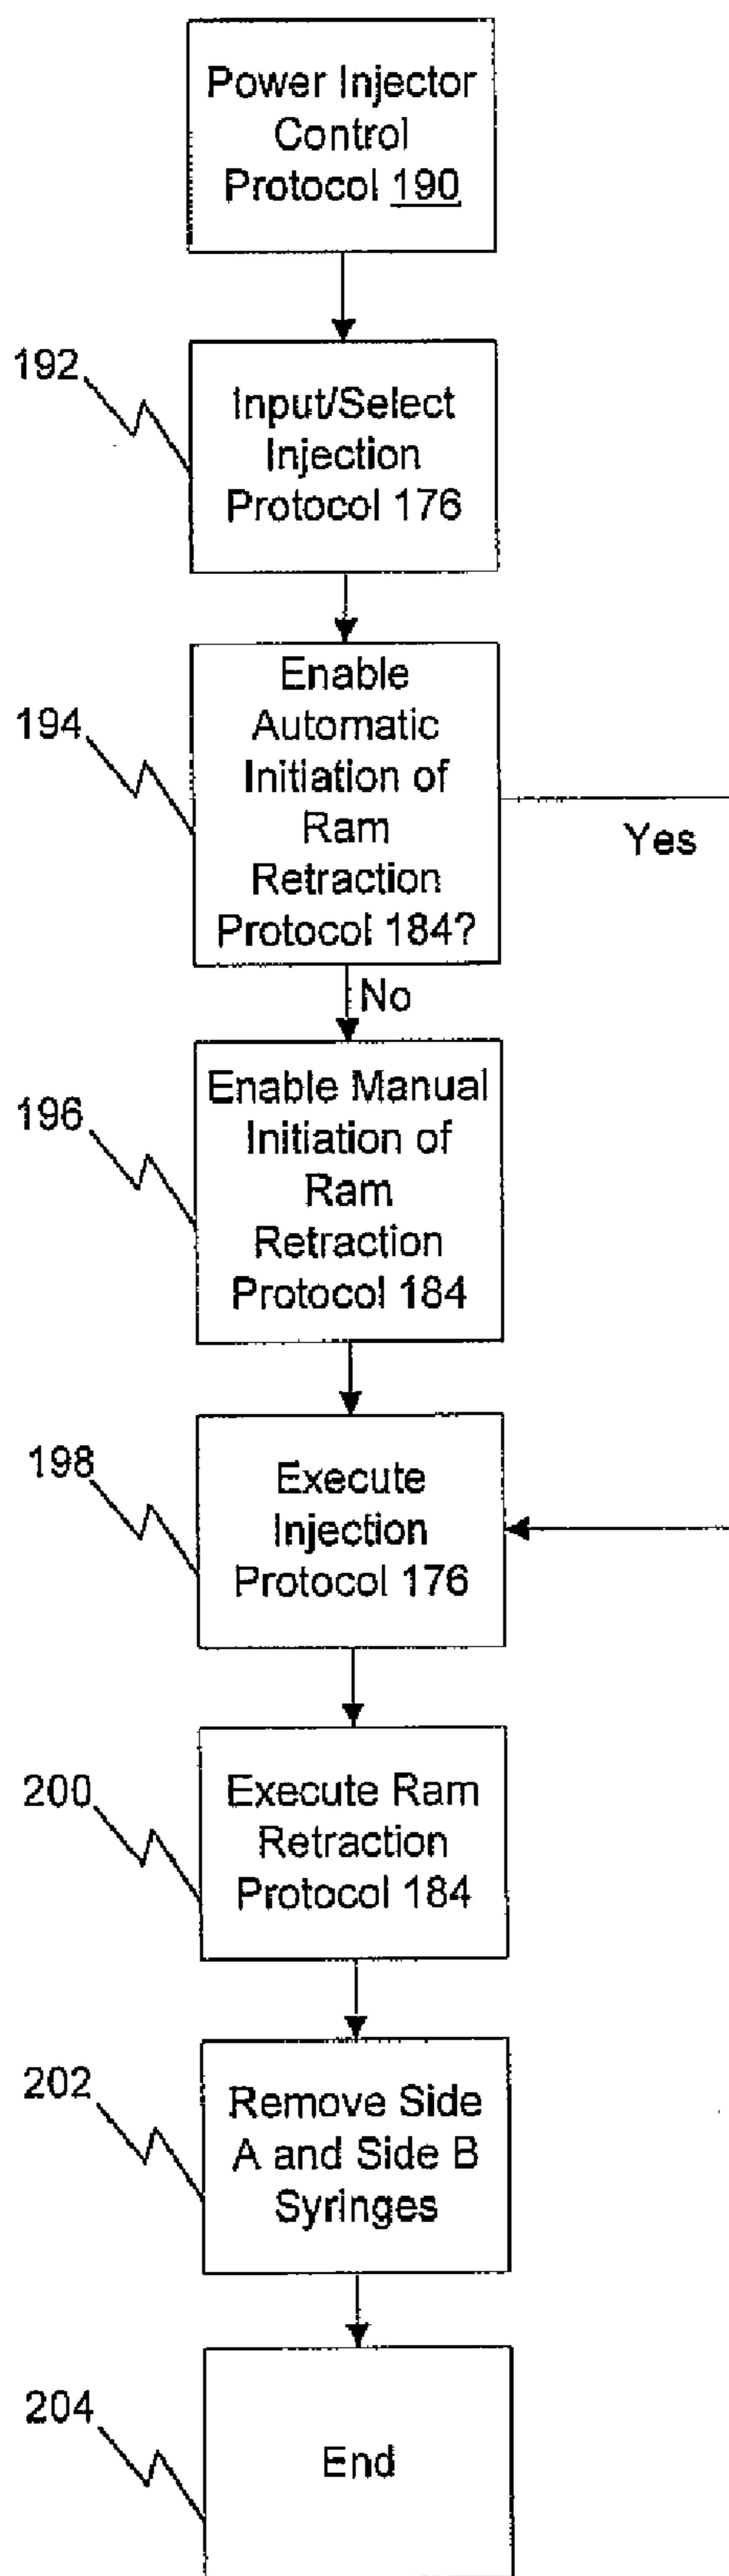 Power Injector
Control
Protocol 190
192
Input/Select
Injection
Protocol 176
194
Enable
Automatic
Initiation of
Ram
Retraction
Protocol 184?
Yes
No
196
Enable Manual
Initiation of
Ram
Retraction
Protocol 184
198
Execute
Injection
Protocol 176
200
Execute Ram
Retraction
Protocol 184
202
Remove Side
A and Side B
Syringes
204
End